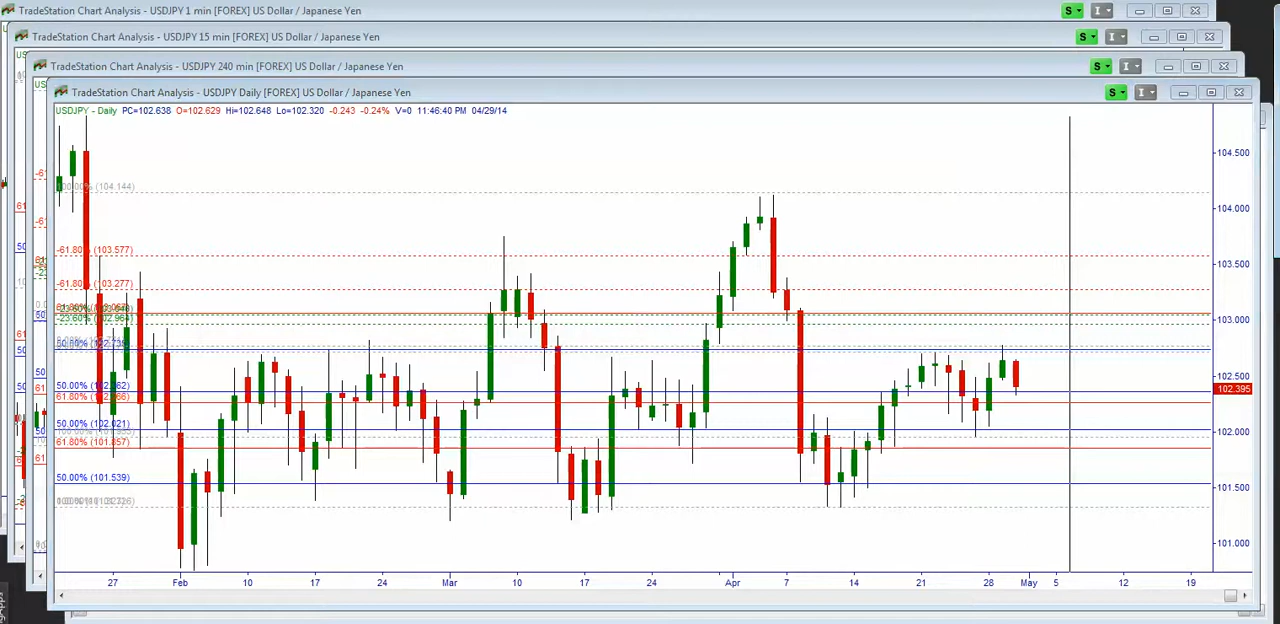 TradeStation Chart Analysis - USDJPY 1 min [FOREX] US Dollar / Japanese Yen
S I
TradeStation Chart Analysis - USDJPY 15 min [FOREX] US Dollar / Japanese Yen
S I
TradeStation Chart Analysis - USDJPY 240 min [FOREX] US Dollar / Japanese Yen
S I
TradeStation Chart Analysis - USDJPY Daily [FOREX] US Dollar / Japanese Yen
S I
USDJPY - Daily PC=102.638 O=102.629 Hi=102.648 Lo=102.320 -0.243 -0.24% V=0 11:46:40 PM 04/29/14
104.500
100.00% (104.144)
104.000
-61.80% (103.577)
103.500
-61.80% (103.277)
103.000
-23.60% (102.964)
102.500
50.00%
102.395
61.80%
50.00% (102.021)
102.000
61.80% (101.857)
50.00% (101.539)
101.500
101.000
27 Feb 10 17 24 Mar 10 17 24 Apr 7 14 21 28 May 5 12 19